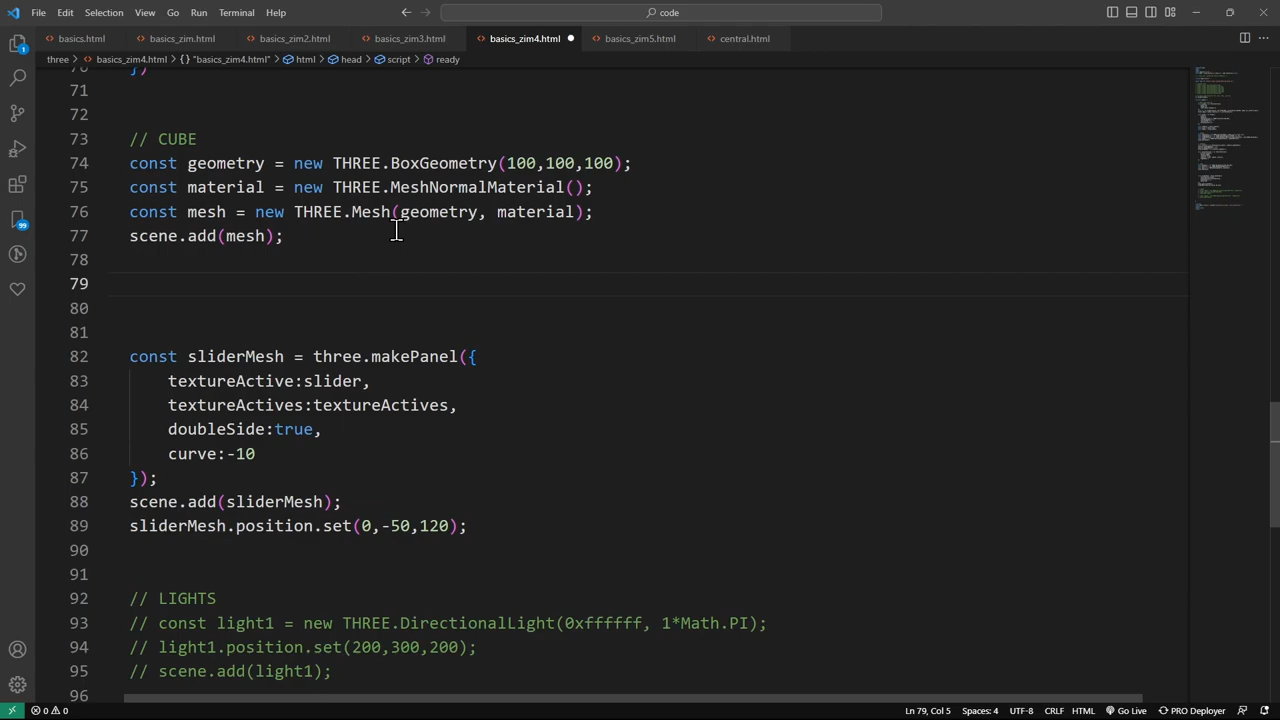 File Edit Selection View Go Run Terminal Help
code
basics.html basics_zim.html basics_zim2.html basics_zim3.html basics_zim4.html basics_zim5.html central.html
three > basics_zim4.html > {} "basics_zim4.html" > html > head > script > ready
70 })
71
72
73 // CUBE
74 const geometry = new THREE.BoxGeometry(100,100,100);
75 const material = new THREE.MeshNormalMaterial();
76 const mesh = new THREE.Mesh(geometry, material);
77 scene.add(mesh);
78
79
80
81
82 const sliderMesh = three.makePanel({
83 textureActive:slider,
84 textureActives:textureActives,
85 doubleSide:true,
86 curve:-10
87 });
88 scene.add(sliderMesh);
89 sliderMesh.position.set(0,-50,120);
90
91
92 // LIGHTS
93 // const light1 = new THREE.DirectionalLight(0xffffff, 1*Math.PI);
94 // light1.position.set(200,300,200);
95 // scene.add(light1);
96
1
99
0 0 Ln 79, Col 5 Spaces: 4 UTF-8 CRLF HTML Go Live PRO Deployer